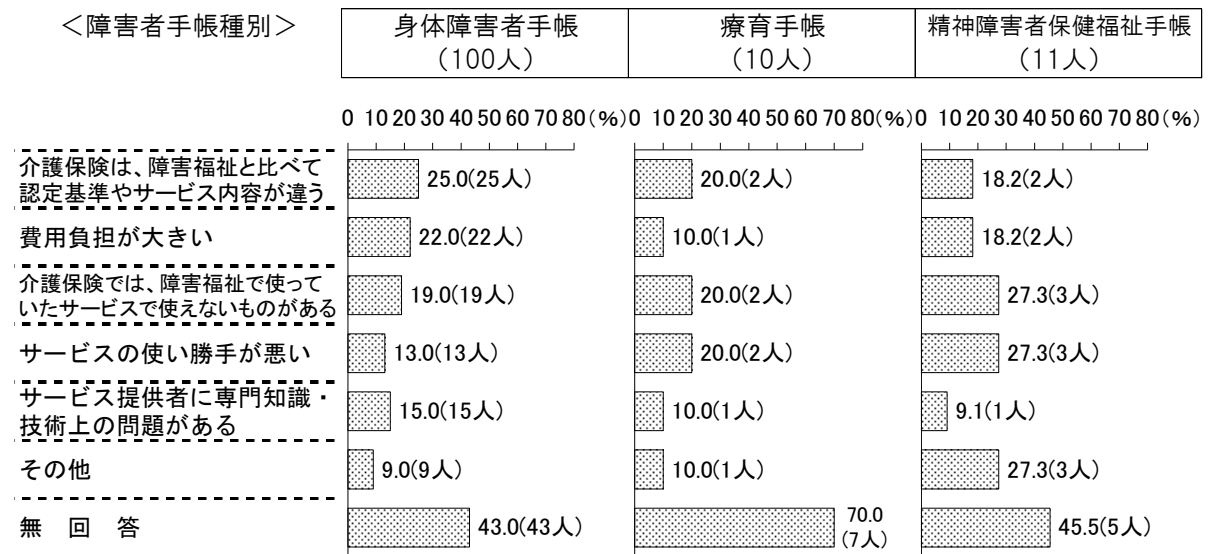 ＜障害者手帳種別＞
身体障害者手帳
（100人）
療育手帳
（10人）
精神障害者保健福祉手帳
（11人）
0 10 20 30 40 50 60 70 80(%)
0 10 20 30 40 50 60 70 80(%)
0 10 20 30 40 50 60 70 80(%)
介護保険は、障害福祉と比べて
認定基準やサービス内容が違う
25.0(25人)
20.0(2人)
18.2(2人)
費用負担が大きい
22.0(22人)
10.0(1人)
18.2(2人)
介護保険では、障害福祉で使って
いたサービスで使えないものがある
19.0(19人)
20.0(2人)
27.3(3人)
サービスの使い勝手が悪い
13.0(13人)
20.0(2人)
27.3(3人)
サービス提供者に専門知識・
技術上の問題がある
15.0(15人)
10.0(1人)
9.1(1人)
その他
9.0(9人)
10.0(1人)
27.3(3人)
無　回　答
43.0(43人)
70.0
(7人)
45.5(5人)